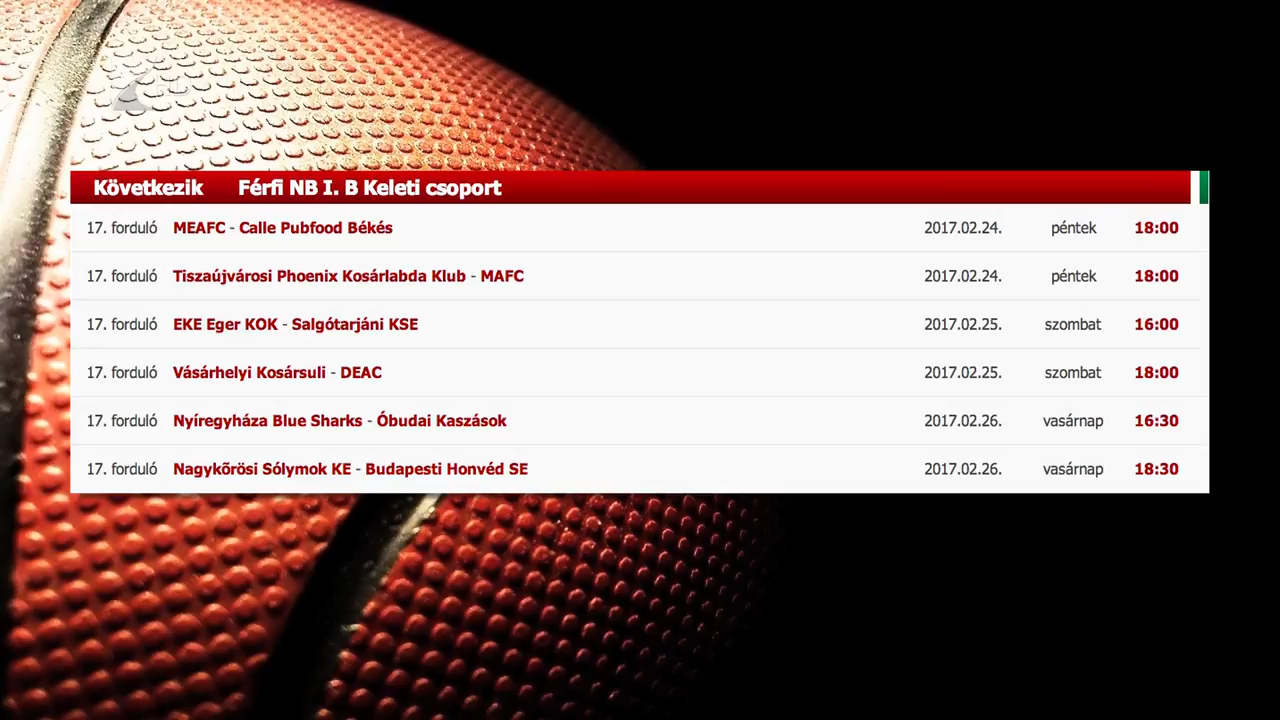 Következik Férfi NB I. B Keleti csoport
17. forduló MEAFC - Calle Pubfood Békés 2017.02.24. péntek 18:00
17. forduló Tiszaújvárosi Phoenix Kosárlabda Klub - MAFC 2017.02.24. péntek 18:00
17. forduló EKE Eger KOK - Salgótarjáni KSE 2017.02.25. szombat 16:00
17. forduló Vásárhelyi Kosársuli - DEAC 2017.02.25. szombat 18:00
17. forduló Nyíregyháza Blue Sharks - Óbudai Kaszások 2017.02.26. vasárnap 16:30
17. forduló Nagykõrösi Sólymok KE - Budapesti Honvéd SE 2017.02.26. vasárnap 18:30